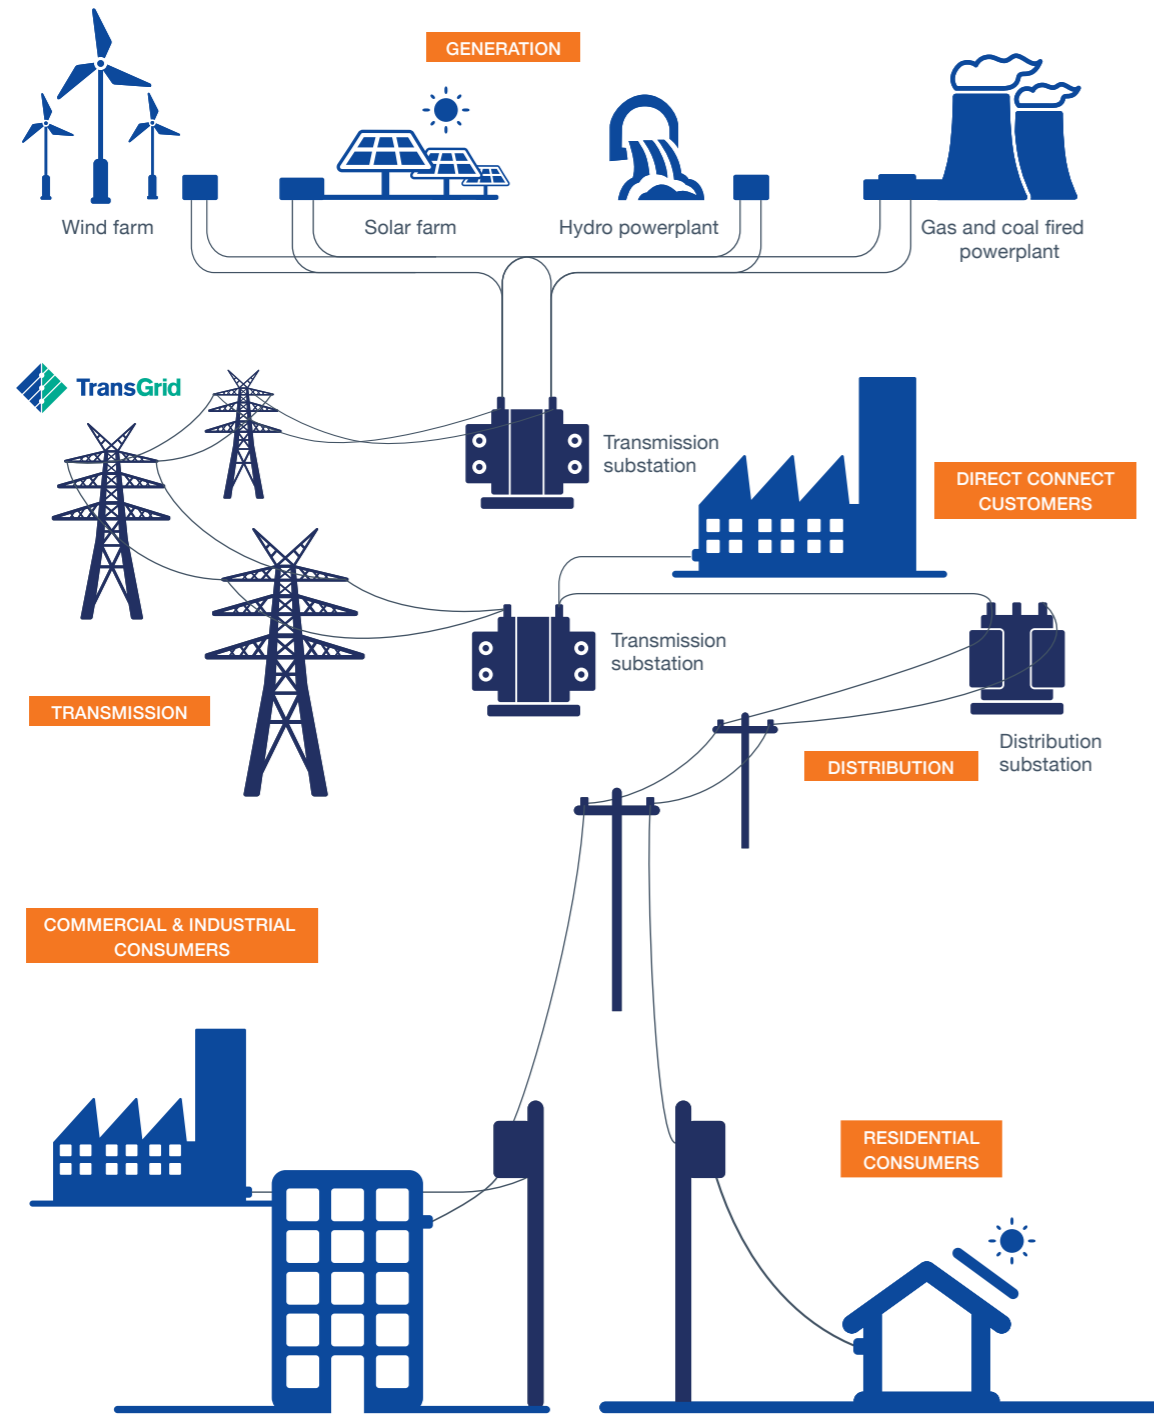 GENERATION
Wind farm
Solar farm
Hydro powerplant
Gas and coal fired
powerplant
TransGrid
Transmission
substation
DIRECT CONNECT
CUSTOMERS
Transmission
substation
TRANSMISSION
Distribution
substation
DISTRIBUTION
COMMERCIAL & INDUSTRIAL
CONSUMERS
RESIDENTIAL
CONSUMERS